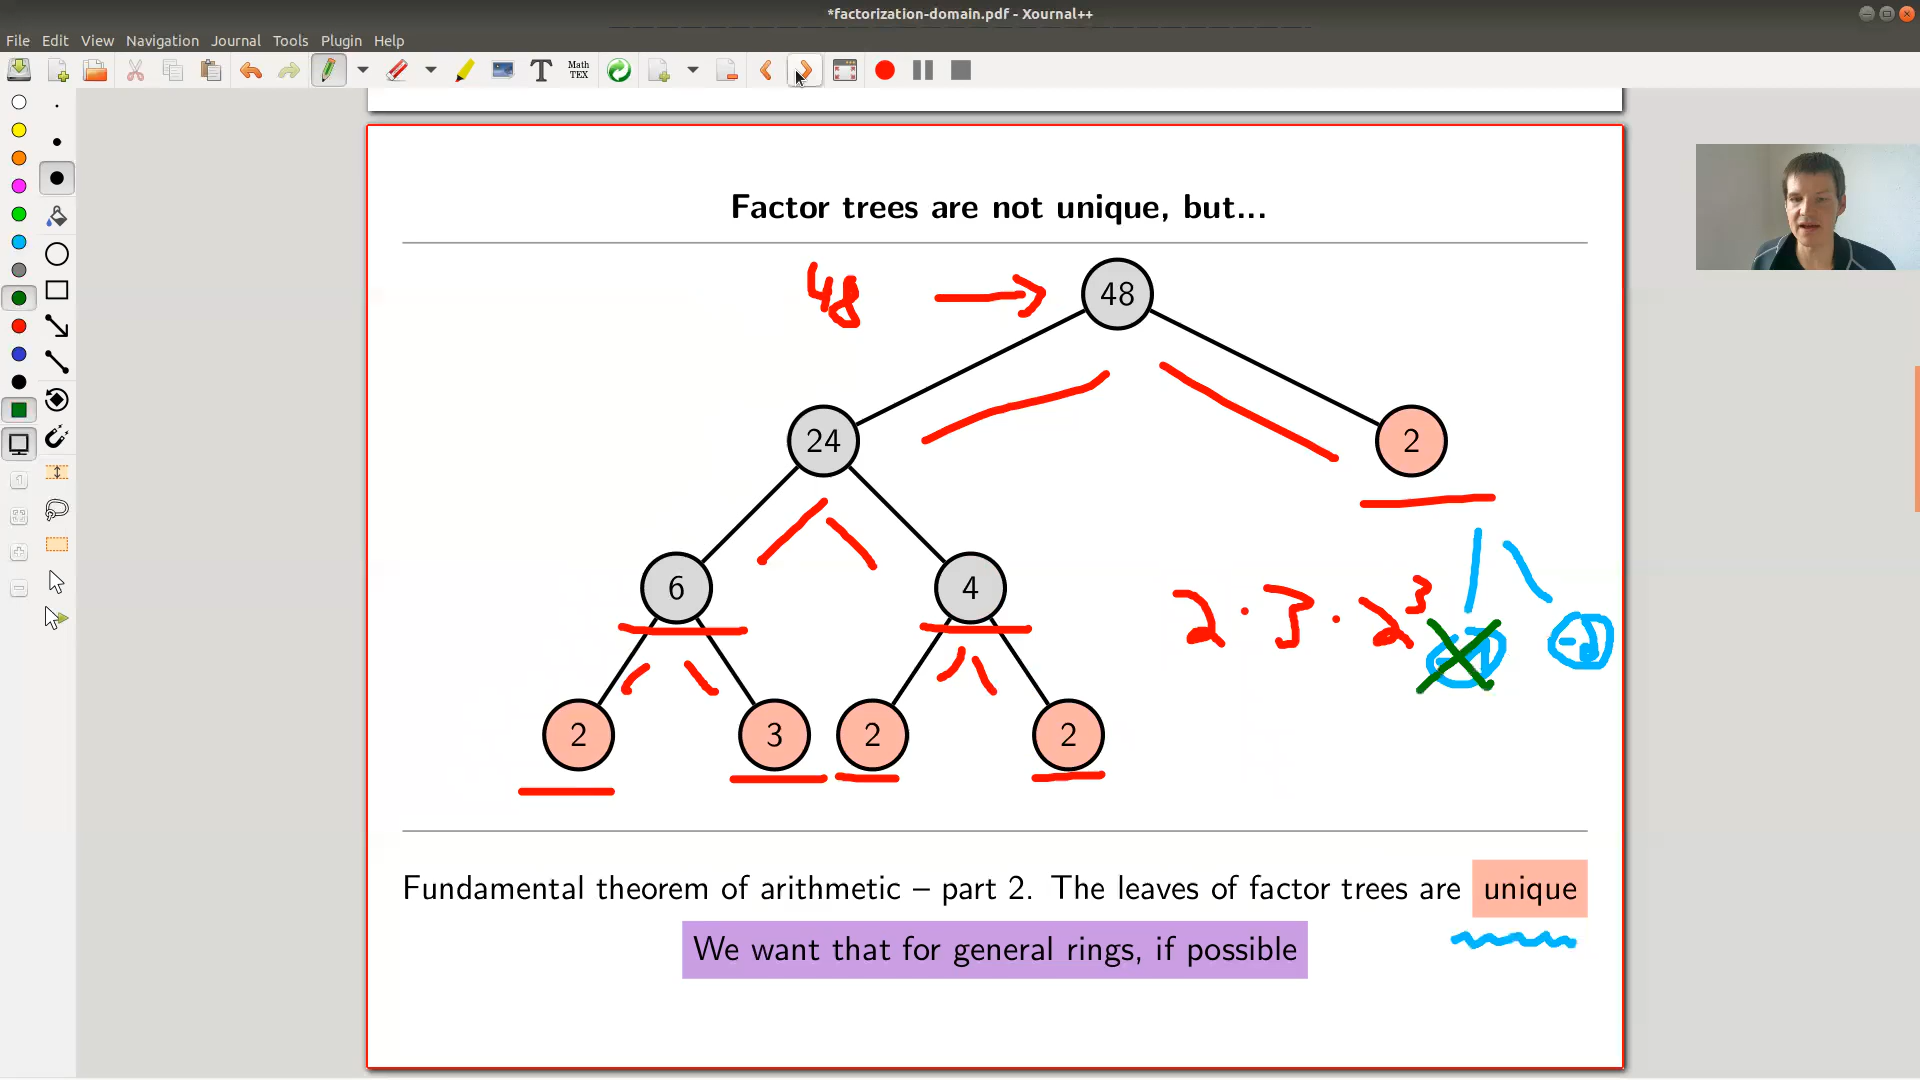 *factorization-domain.pdf - Xournal++
File Edit View Navigation Journal Tools Plugin Help
Math
TEX
Factor trees are not unique, but...
48
48
24
2
6
4
2 · 3 · 2³
-1
-2
2
3
2
2
Fundamental theorem of arithmetic – part 2. The leaves of factor trees are unique
We want that for general rings, if possible